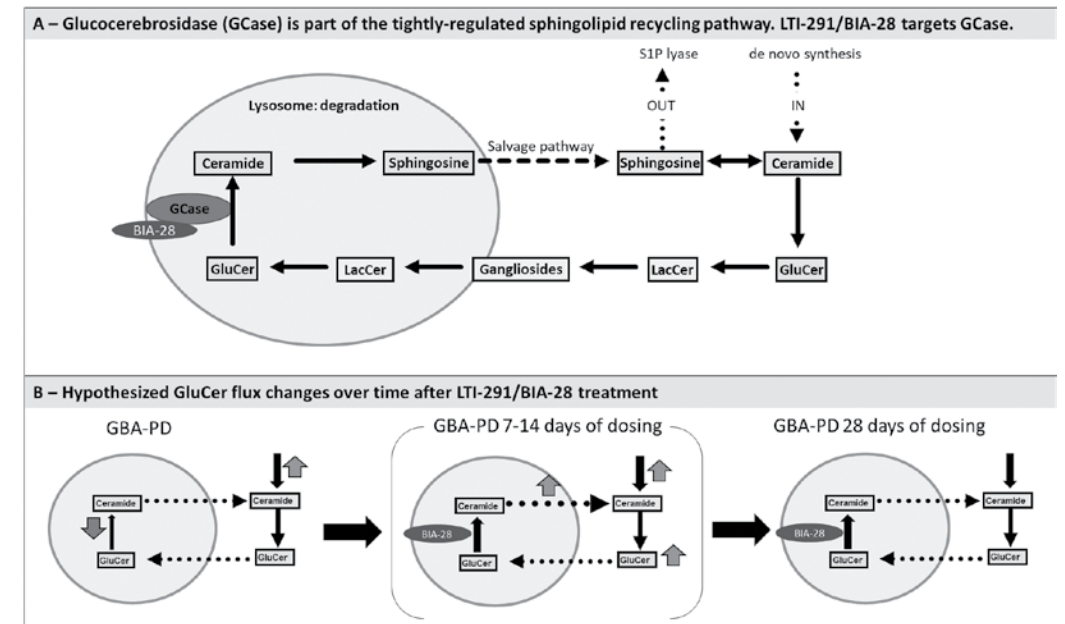 A – Glucocerebrosidase (GCase) is part of the tightly-regulated sphingolipid recycling pathway. LTI-291/BIA-28 targets GCase.
S1P lyase
de novo synthesis
Lysosome: degradation
OUT
IN
Ceramide
Sphingosine
Salvage pathway
Sphingosine
Ceramide
GCase
BIA-28
GluCer
LacCer
Gangliosides
LacCer
GluCer
B – Hypothesized GluCer flux changes over time after LTI-291/BIA-28 treatment
GBA-PD
GBA-PD 7-14 days of dosing
GBA-PD 28 days of dosing
Ceramide
Ceramide
GluCer
GluCer
Ceramide
Ceramide
BIA-28
GluCer
GluCer
Ceramide
Ceramide
BIA-28
GluCer
GluCer